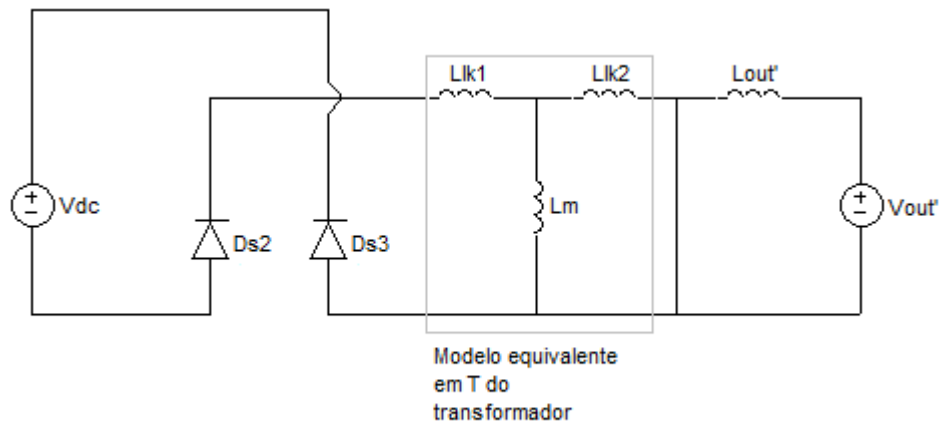 Llk1
Llk2
Lout'
Vdc
Ds2
Ds3
Lm
Vout'
Modelo equivalente
em T do
transformador